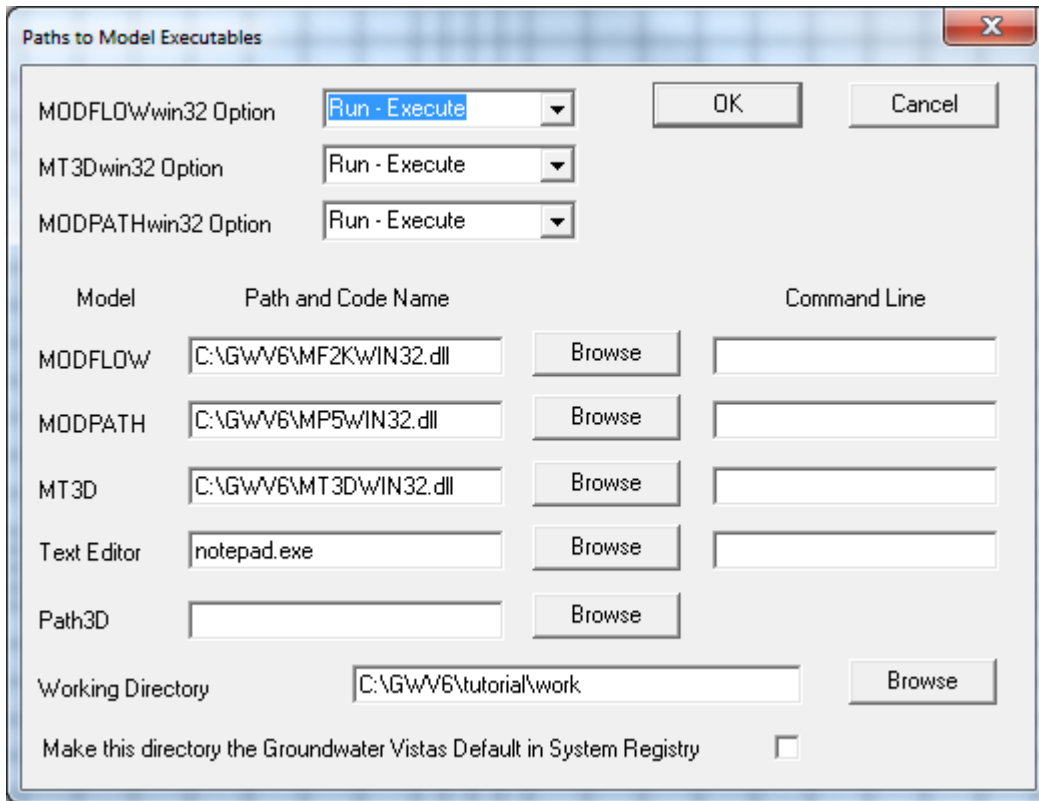 Paths to Model Executables
MODFLOWwin32 Option Run - Execute OK Cancel
MT3Dwin32 Option Run - Execute
MODPATHwin32 Option Run - Execute
Model Path and Code Name Command Line
MODFLOW C:\GWV6\MF2KWIN32.dll Browse
MODPATH C:\GWV6\MP5WIN32.dll Browse
MT3D C:\GWV6\MT3DWIN32.dll Browse
Text Editor notepad.exe Browse
Path3D Browse
Working Directory C:\GWV6\tutorial\work Browse
Make this directory the Groundwater Vistas Default in System Registry